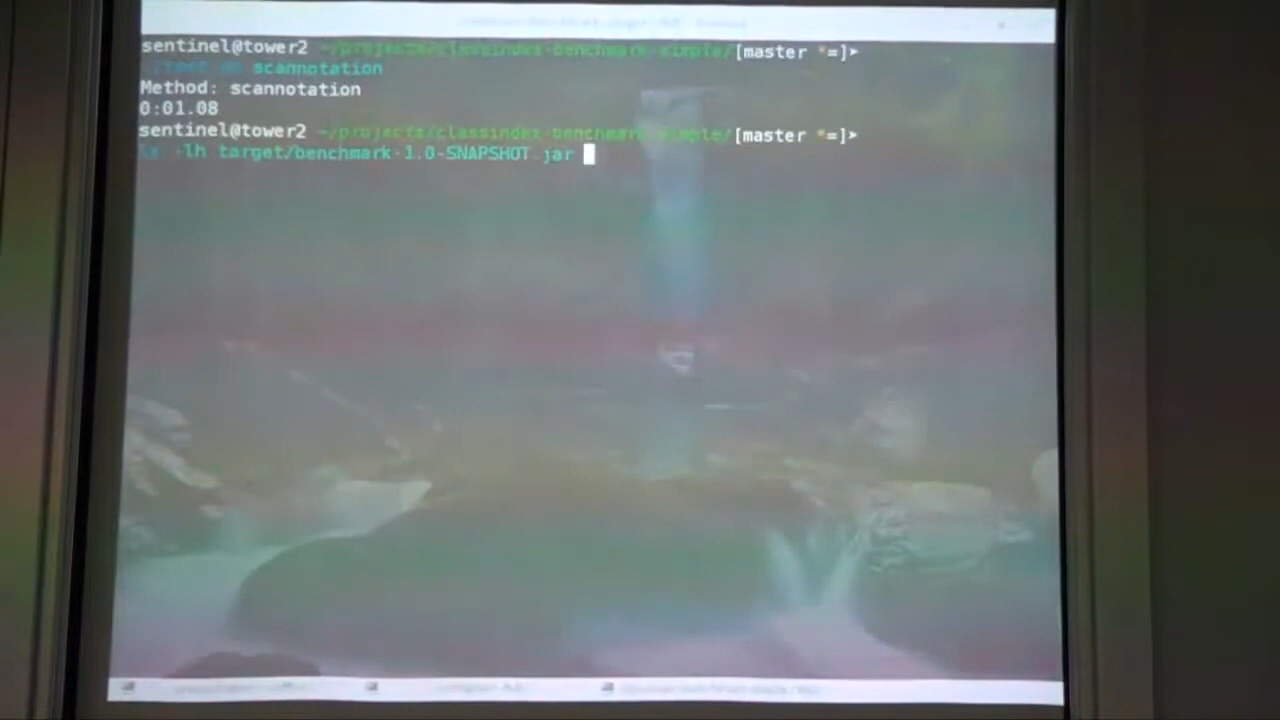 sentinel@tower2 ~/projects/classindex-benchmark-simple/[master *=]➤
scannotation
Method: scannotation
0:01.08
sentinel@tower2 ~/projects/classindex-benchmark-simple/[master *=]➤
ls -lh target/benchmark-1.0-SNAPSHOT.jar